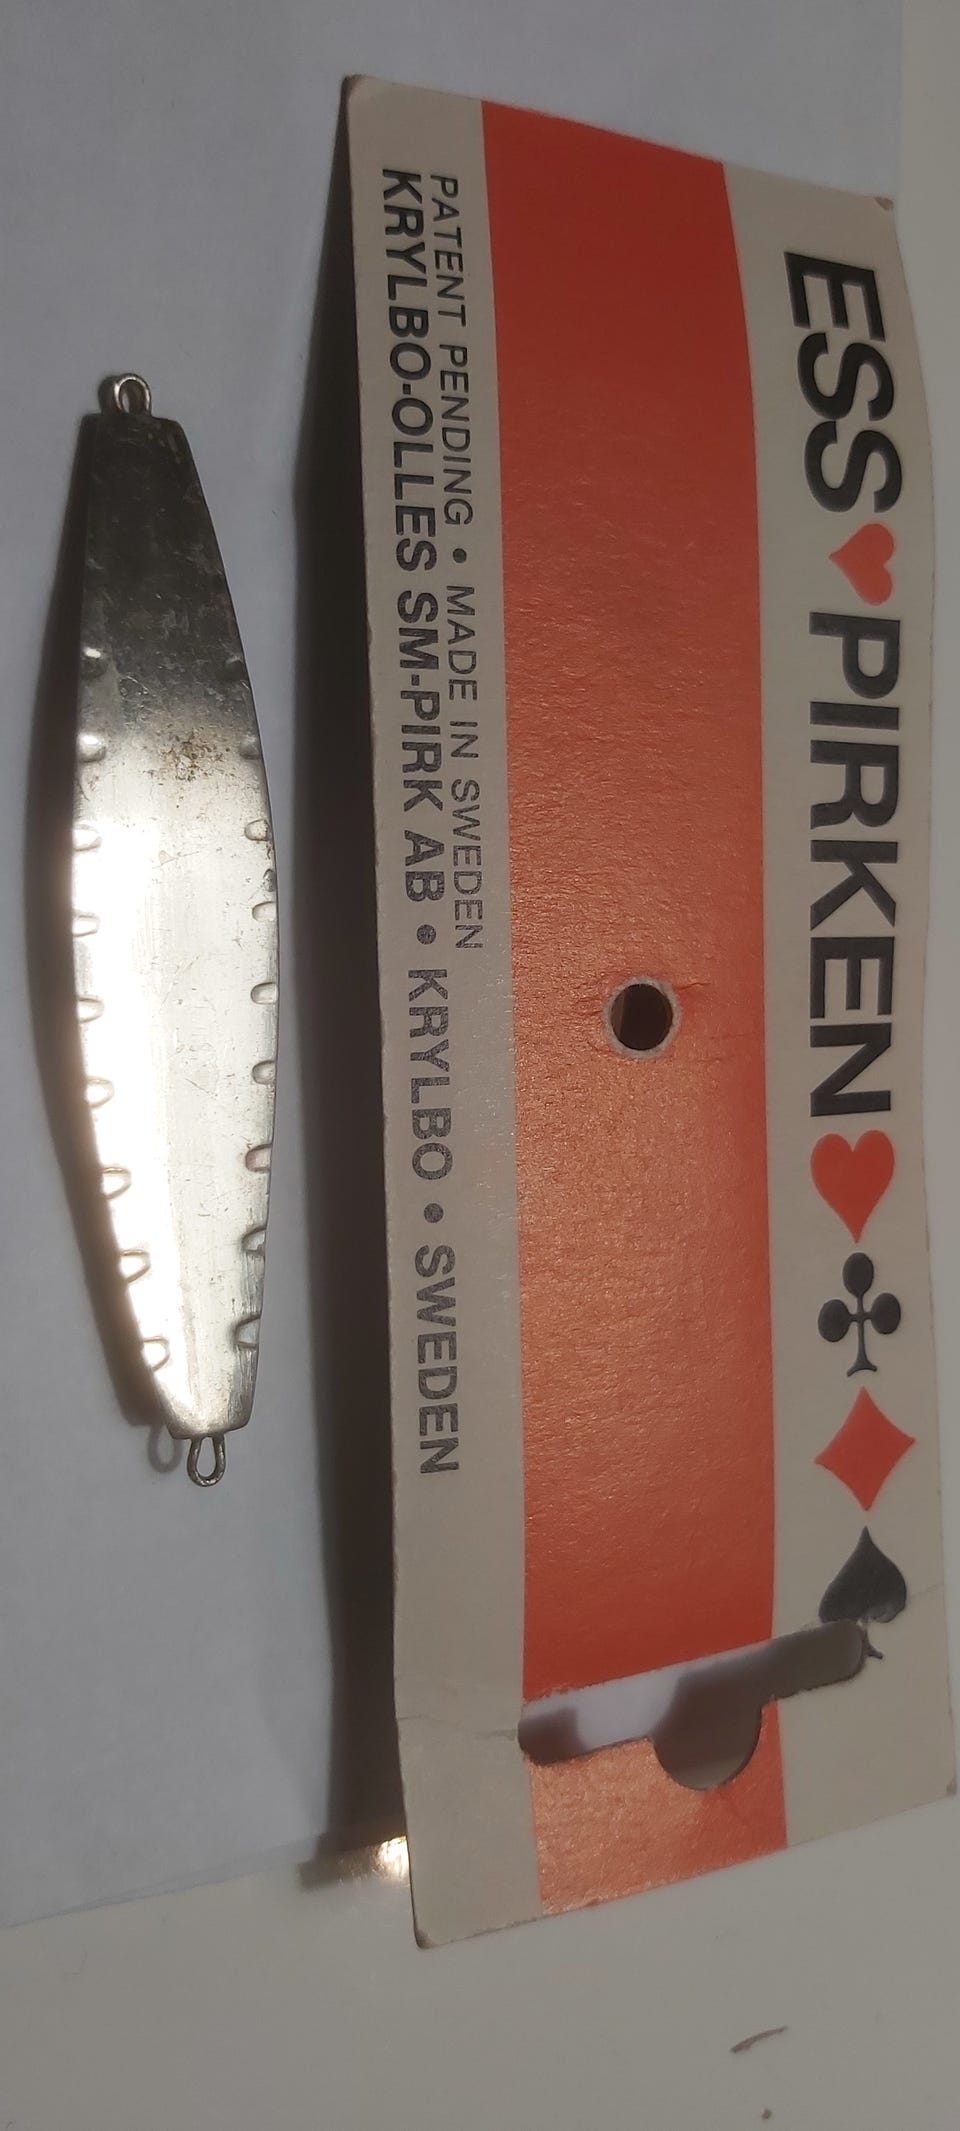 ESS♥PIRKEN♥♣♦♠
PATENT PENDING • MADE IN SWEDEN
KRYLBO-OLLES SM-PIRK AB • KRYLBO • SWEDEN